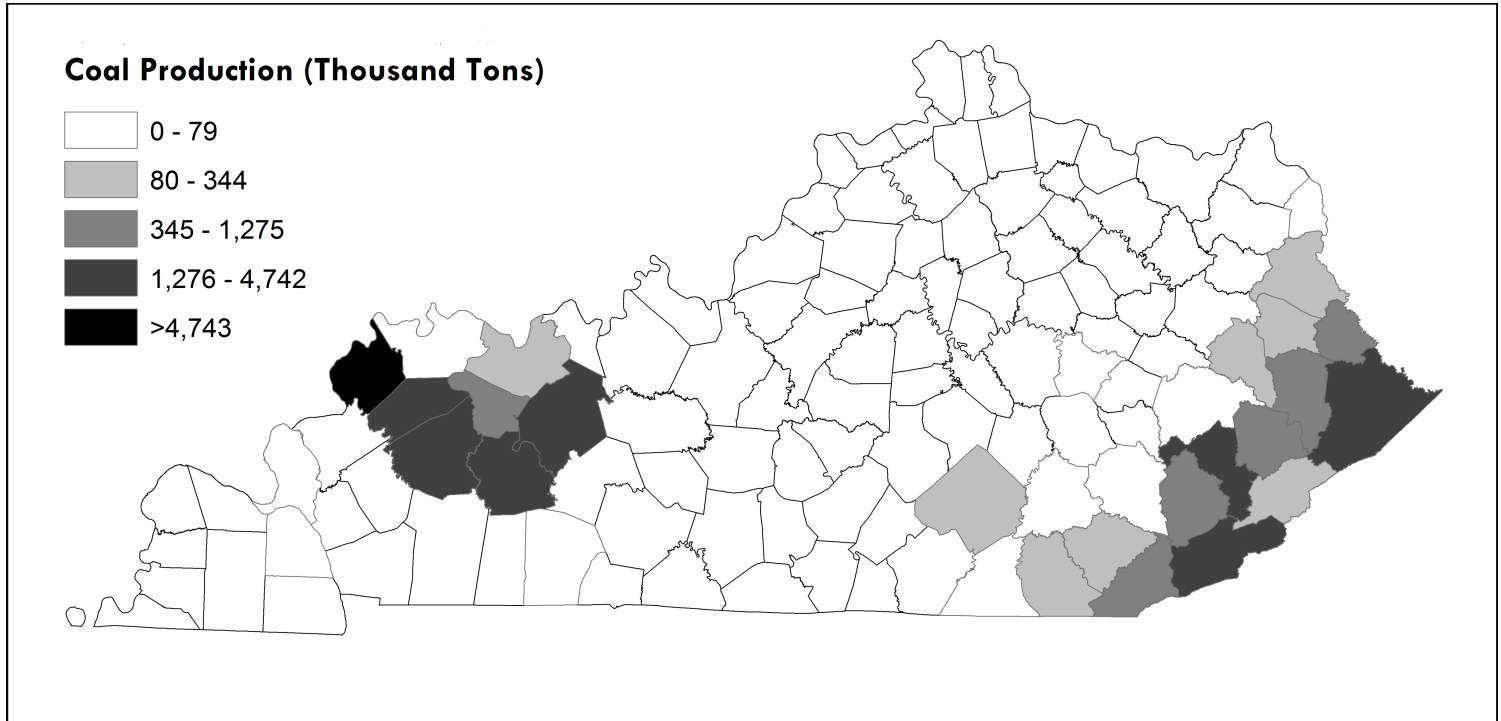 Coal Production (Thousand Tons)
0 - 79
80 - 344
345 - 1,275
1,276 - 4,742
>4,743